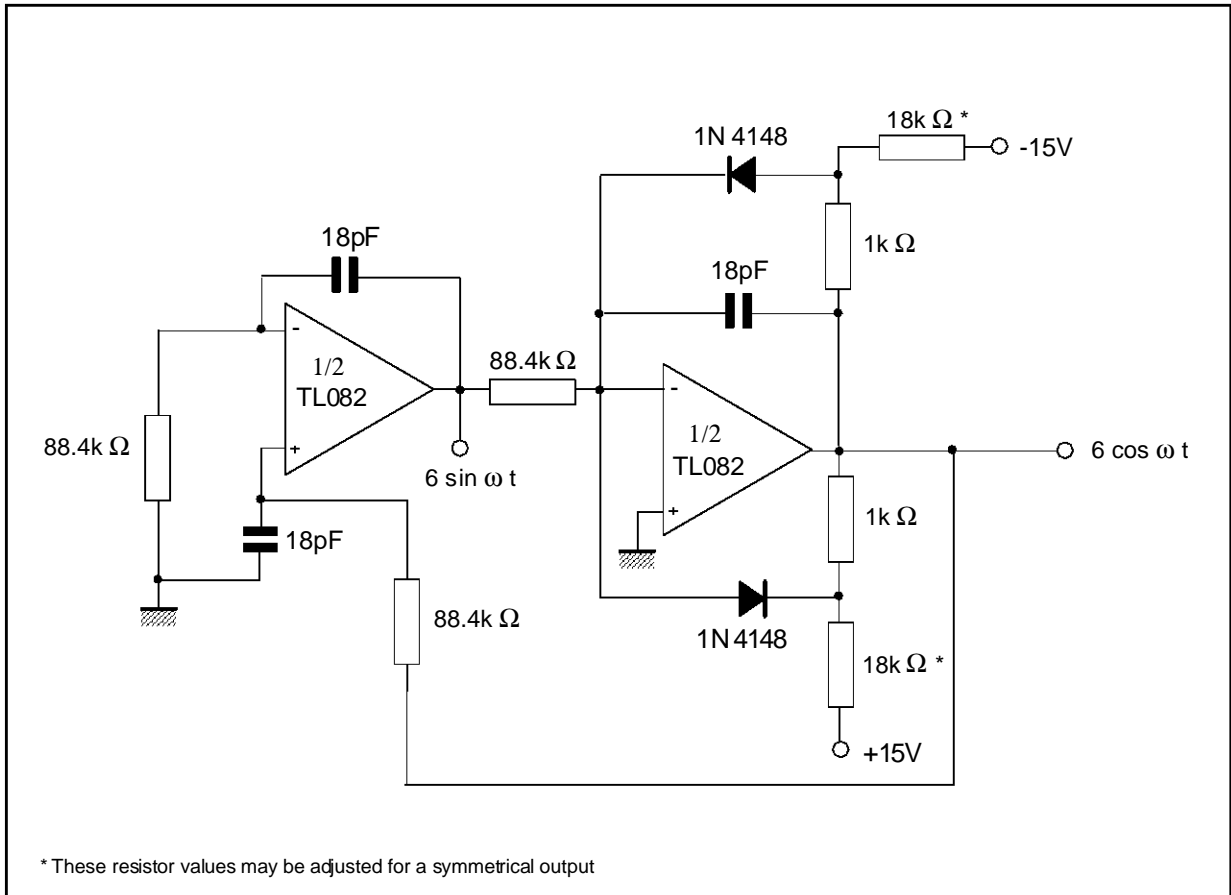 18k Ω *
1N 4148
-15V
18pF
1k Ω
18pF
-
88.4k Ω
1/2
TL082
-
88.4k Ω
+
1/2
TL082
6 sin ω t
6 cos ω t
18pF
+
1k Ω
88.4k Ω
1N 4148
18k Ω *
+15V
* These resistor values may be adjusted for a symmetrical output